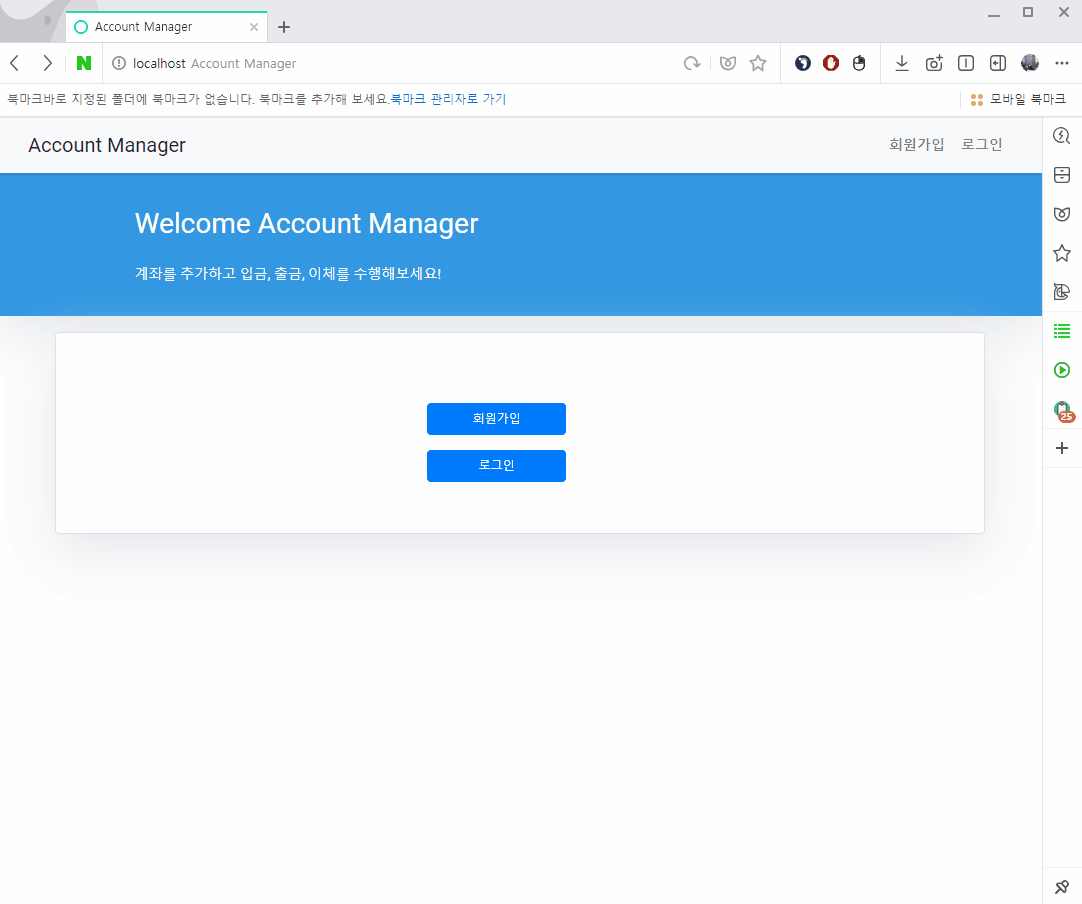 Account Manager
N
localhost Account Manager
북마크바로 지정된 폴더에 북마크가 없습니다. 북마크를 추가해 보세요.북마크 관리자로 가기
모바일 북마크
Account Manager
회원가입 로그인
Welcome Account Manager
계좌를 추가하고 입금, 출금, 이체를 수행해보세요!
회원가입
로그인
25